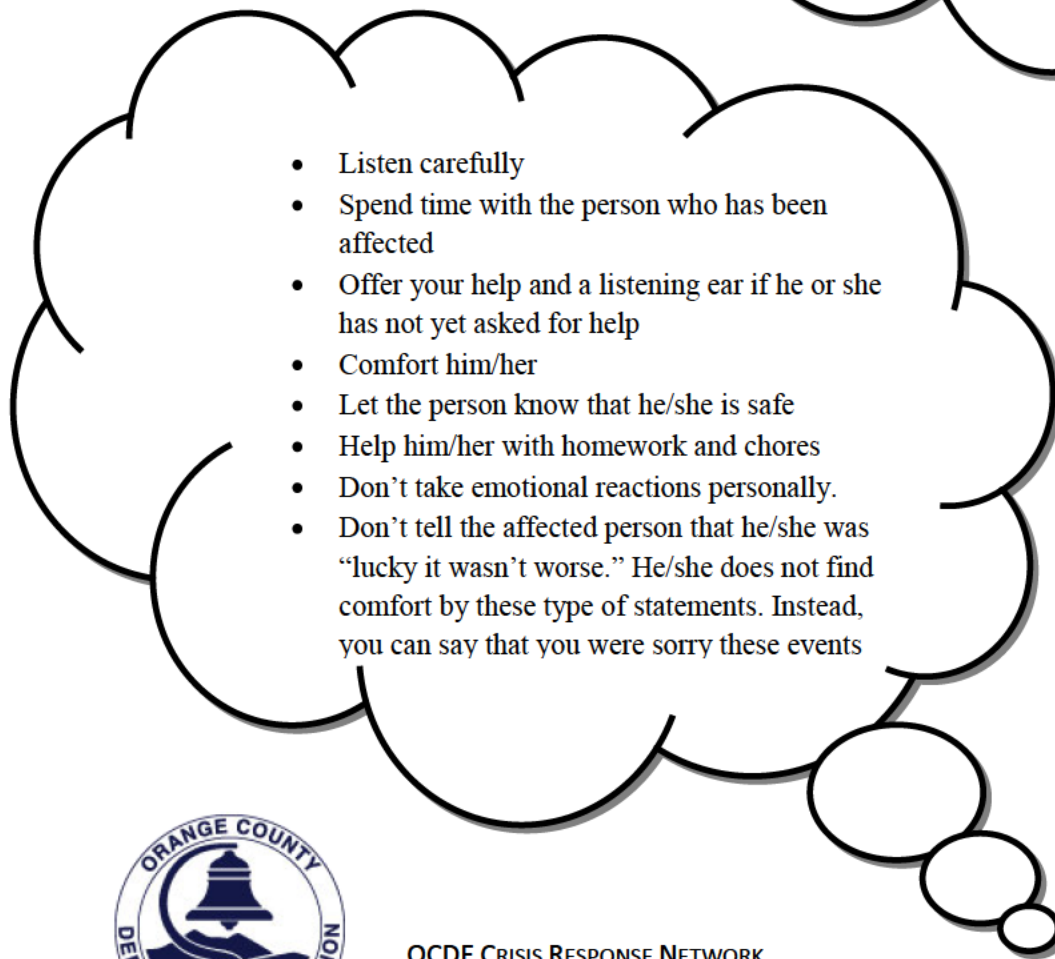 • Listen carefully
• Spend time with the person who has been
affected
• Offer your help and a listening ear if he or she
has not yet asked for help
• Comfort him/her
• Let the person know that he/she is safe
• Help him/her with homework and chores
• Don’t take emotional reactions personally.
• Don’t tell the affected person that he/she was
“lucky it wasn’t worse.” He/she does not find
comfort by these type of statements. Instead,
you can say that you were sorry these events
ORANGE COUNTY
OCDE CRISIS RESPONSE NETWORK